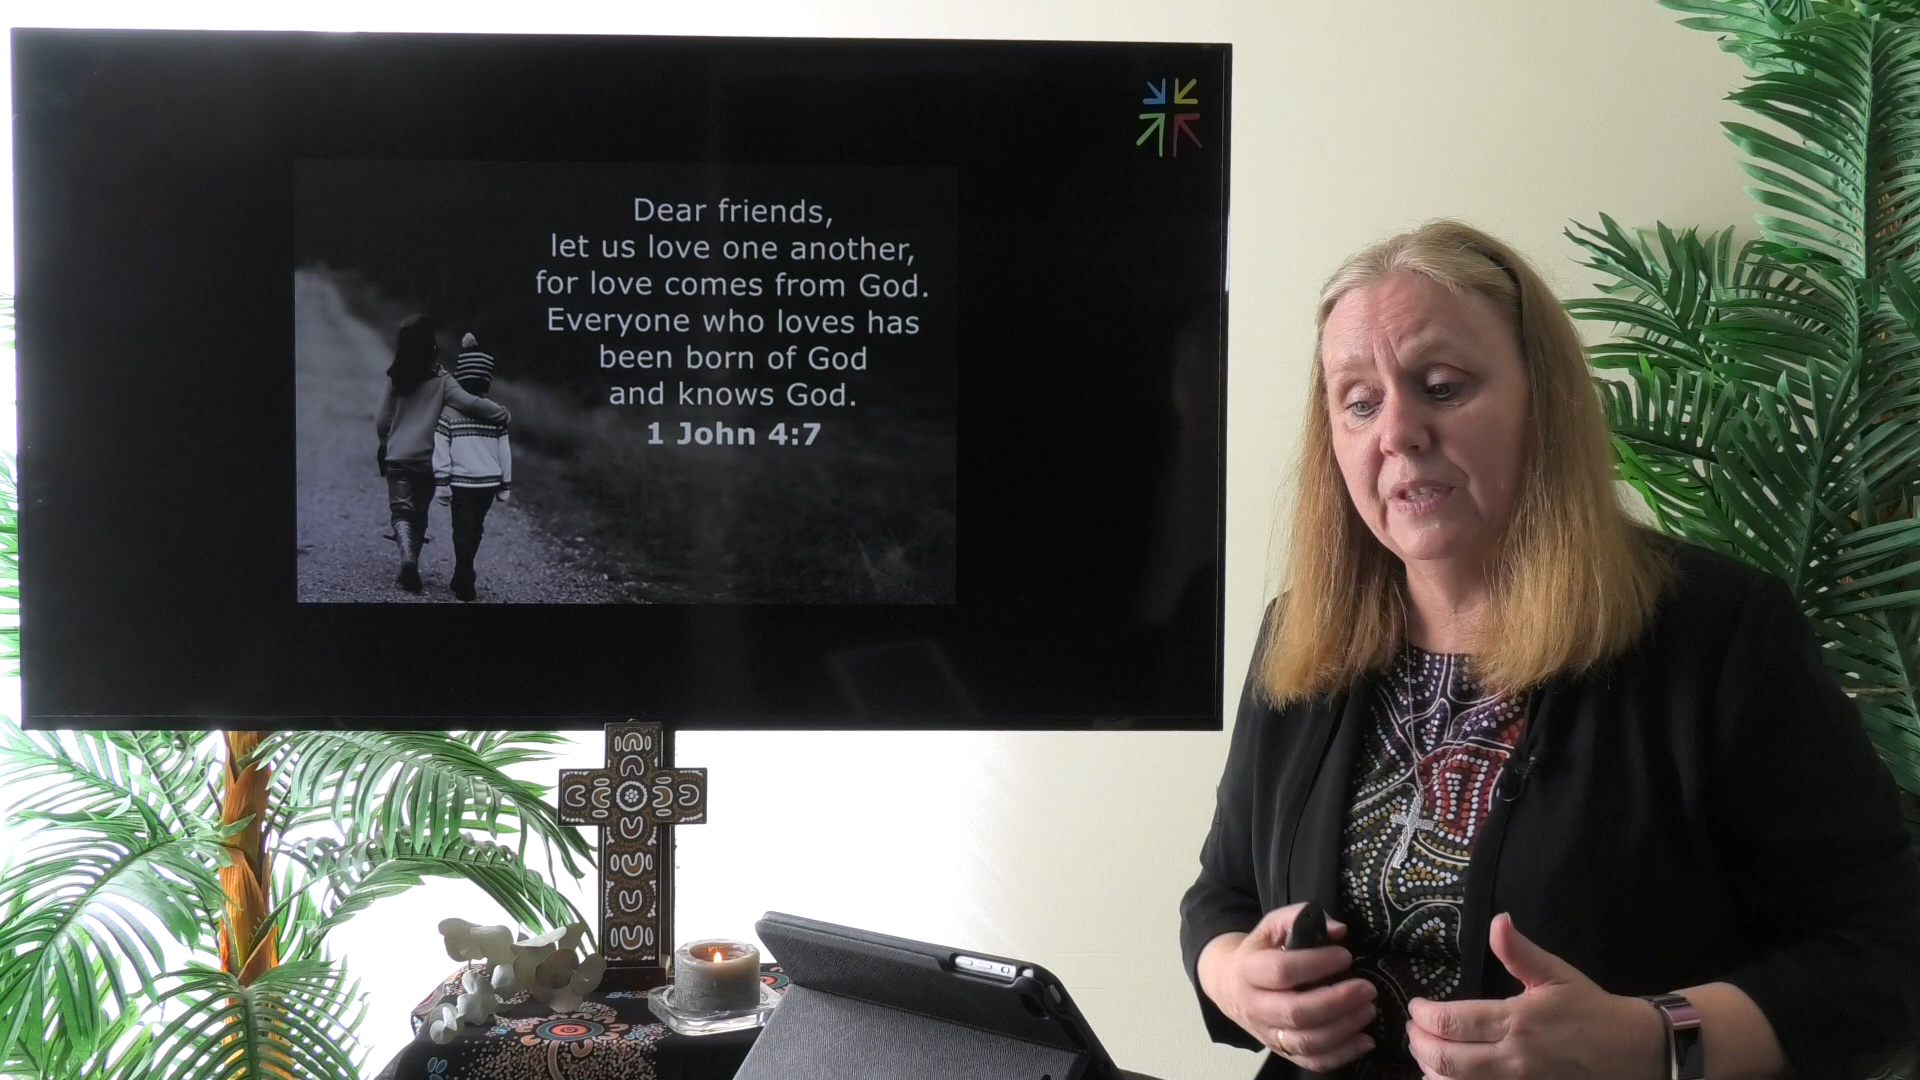 Dear friends,
let us love one another,
for love comes from God.
Everyone who loves has
been born of God
and knows God.
1 John 4:7